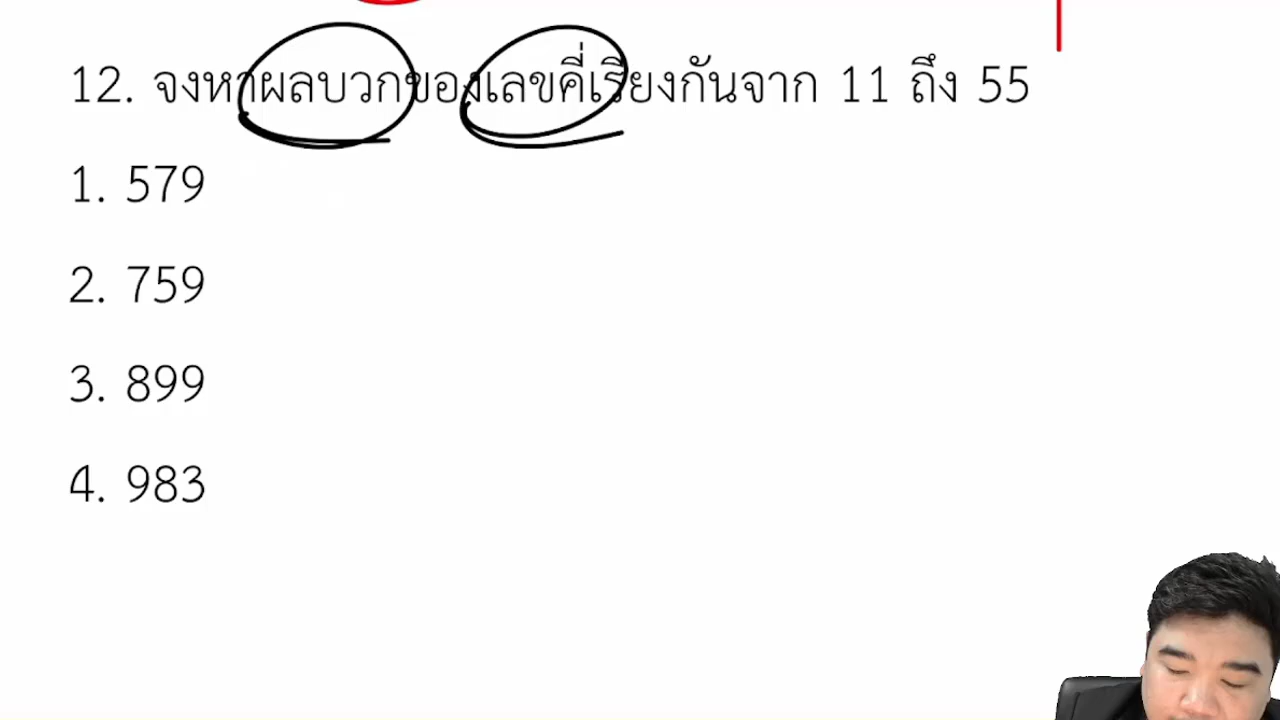 12. จงหาผลบวกของเลขคี่เรียงกันจาก 11 ถึง 55
1. 579
2. 759
3. 899
4. 983